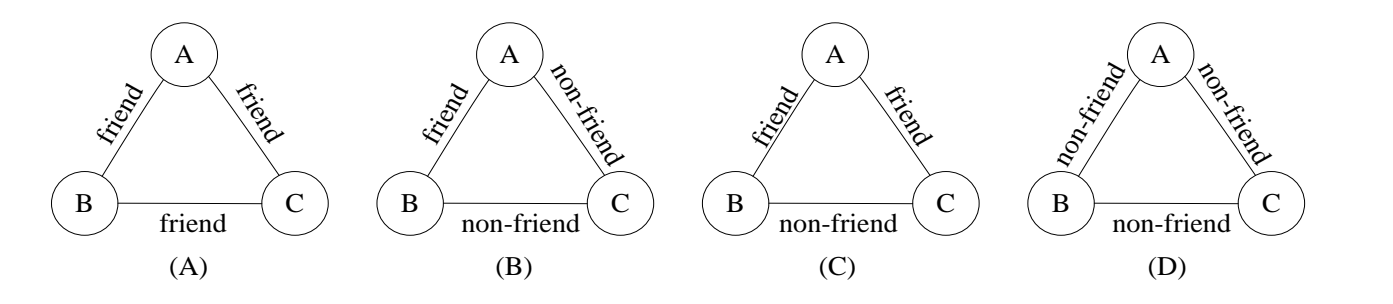 A
friend
friend
B
C
friend
(A)
A
friend
non-friend
B
C
non-friend
(B)
A
friend
friend
B
C
non-friend
(C)
A
non-friend
non-friend
B
C
non-friend
(D)